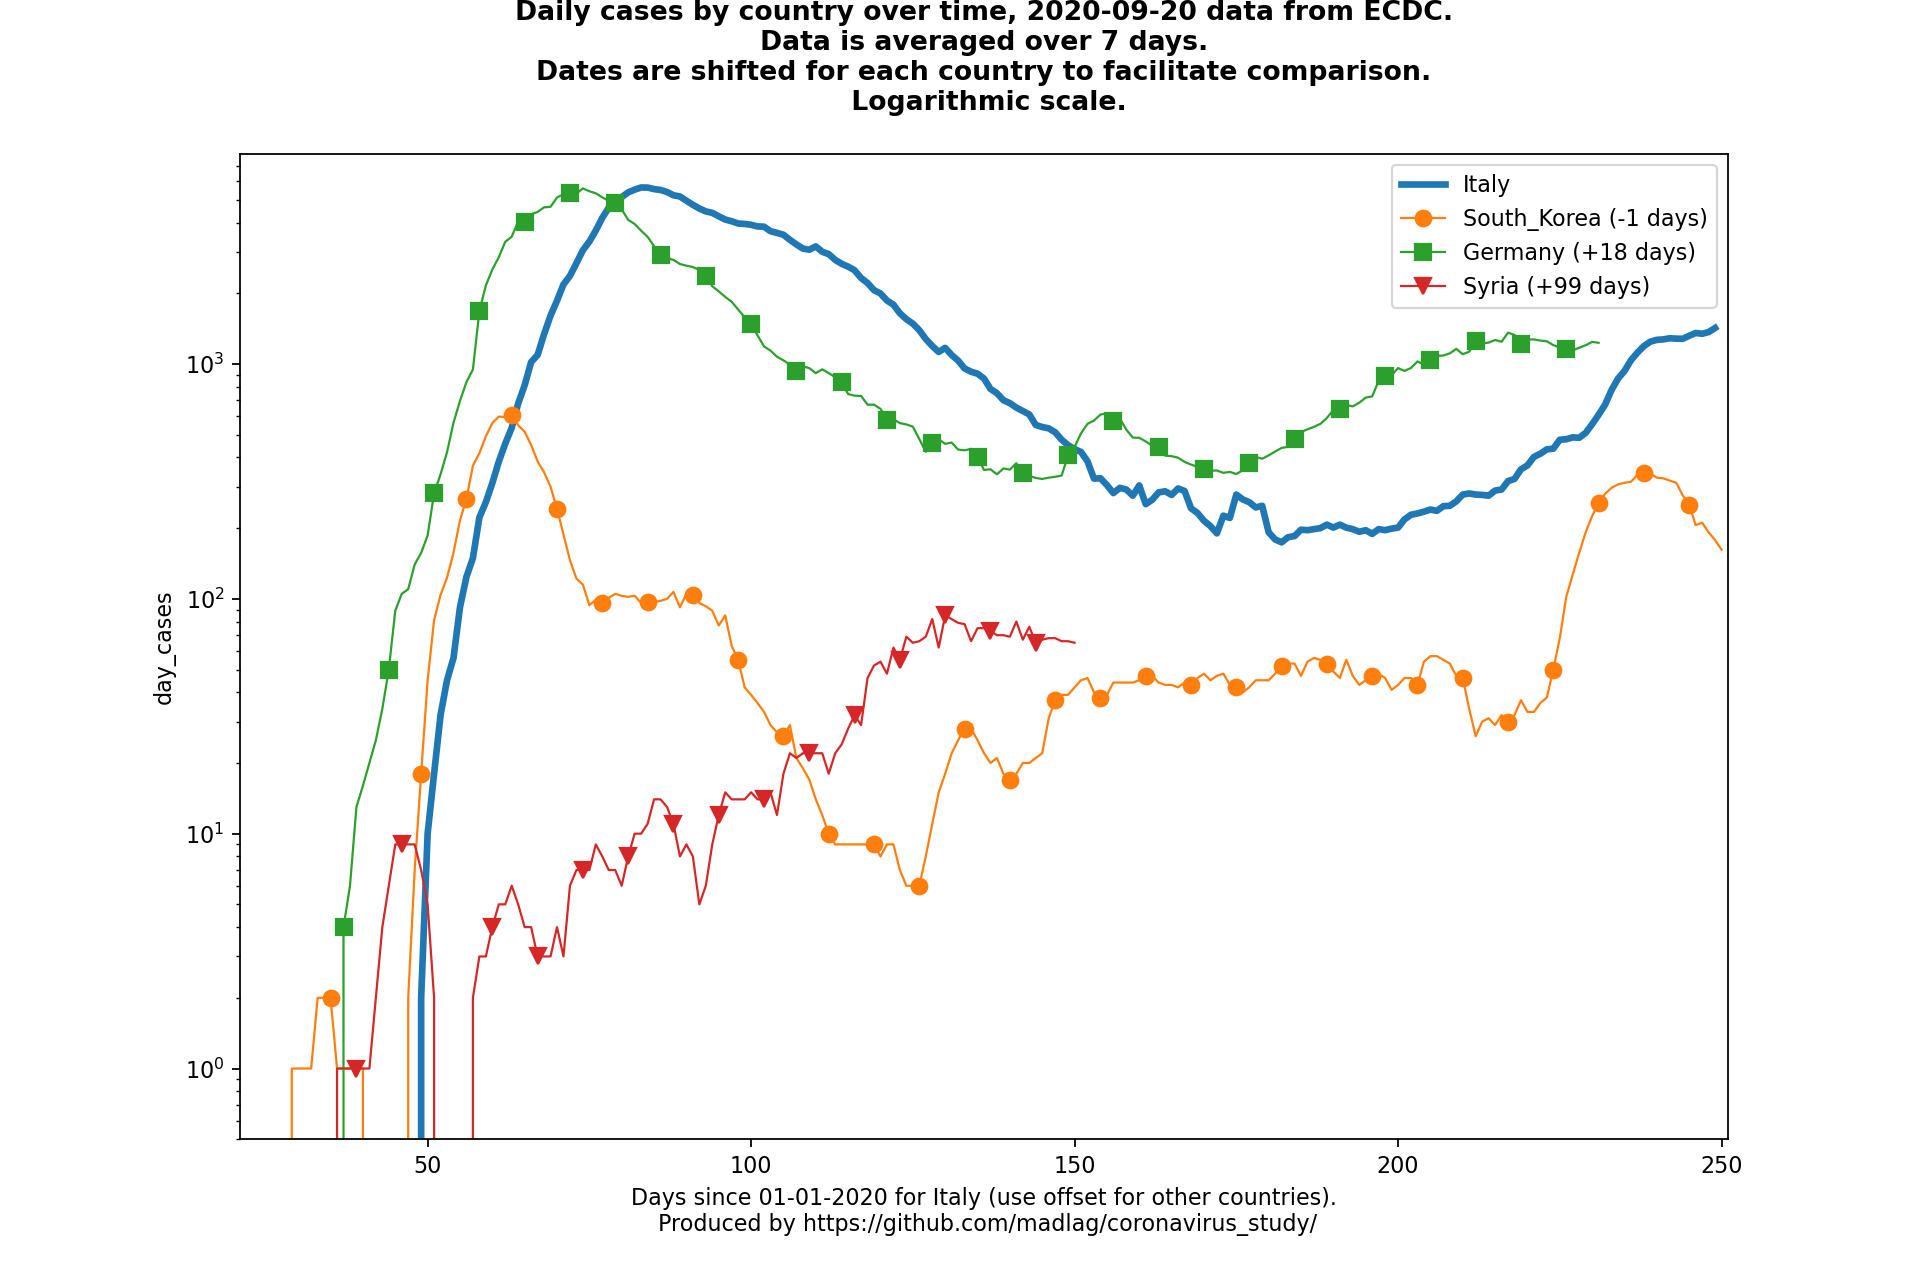 Daily cases by country over time, 2020-09-20 data from ECDC.
Data is averaged over 7 days.
Dates are shifted for each country to facilitate comparison.
Logarithmic scale.
Italy
South_Korea (-1 days)
Germany (+18 days)
Syria (+99 days)
day_cases
10³
10²
10¹
10⁰
50 100 150 200 250
Days since 01-01-2020 for Italy (use offset for other countries).
Produced by https://github.com/madlag/coronavirus_study/